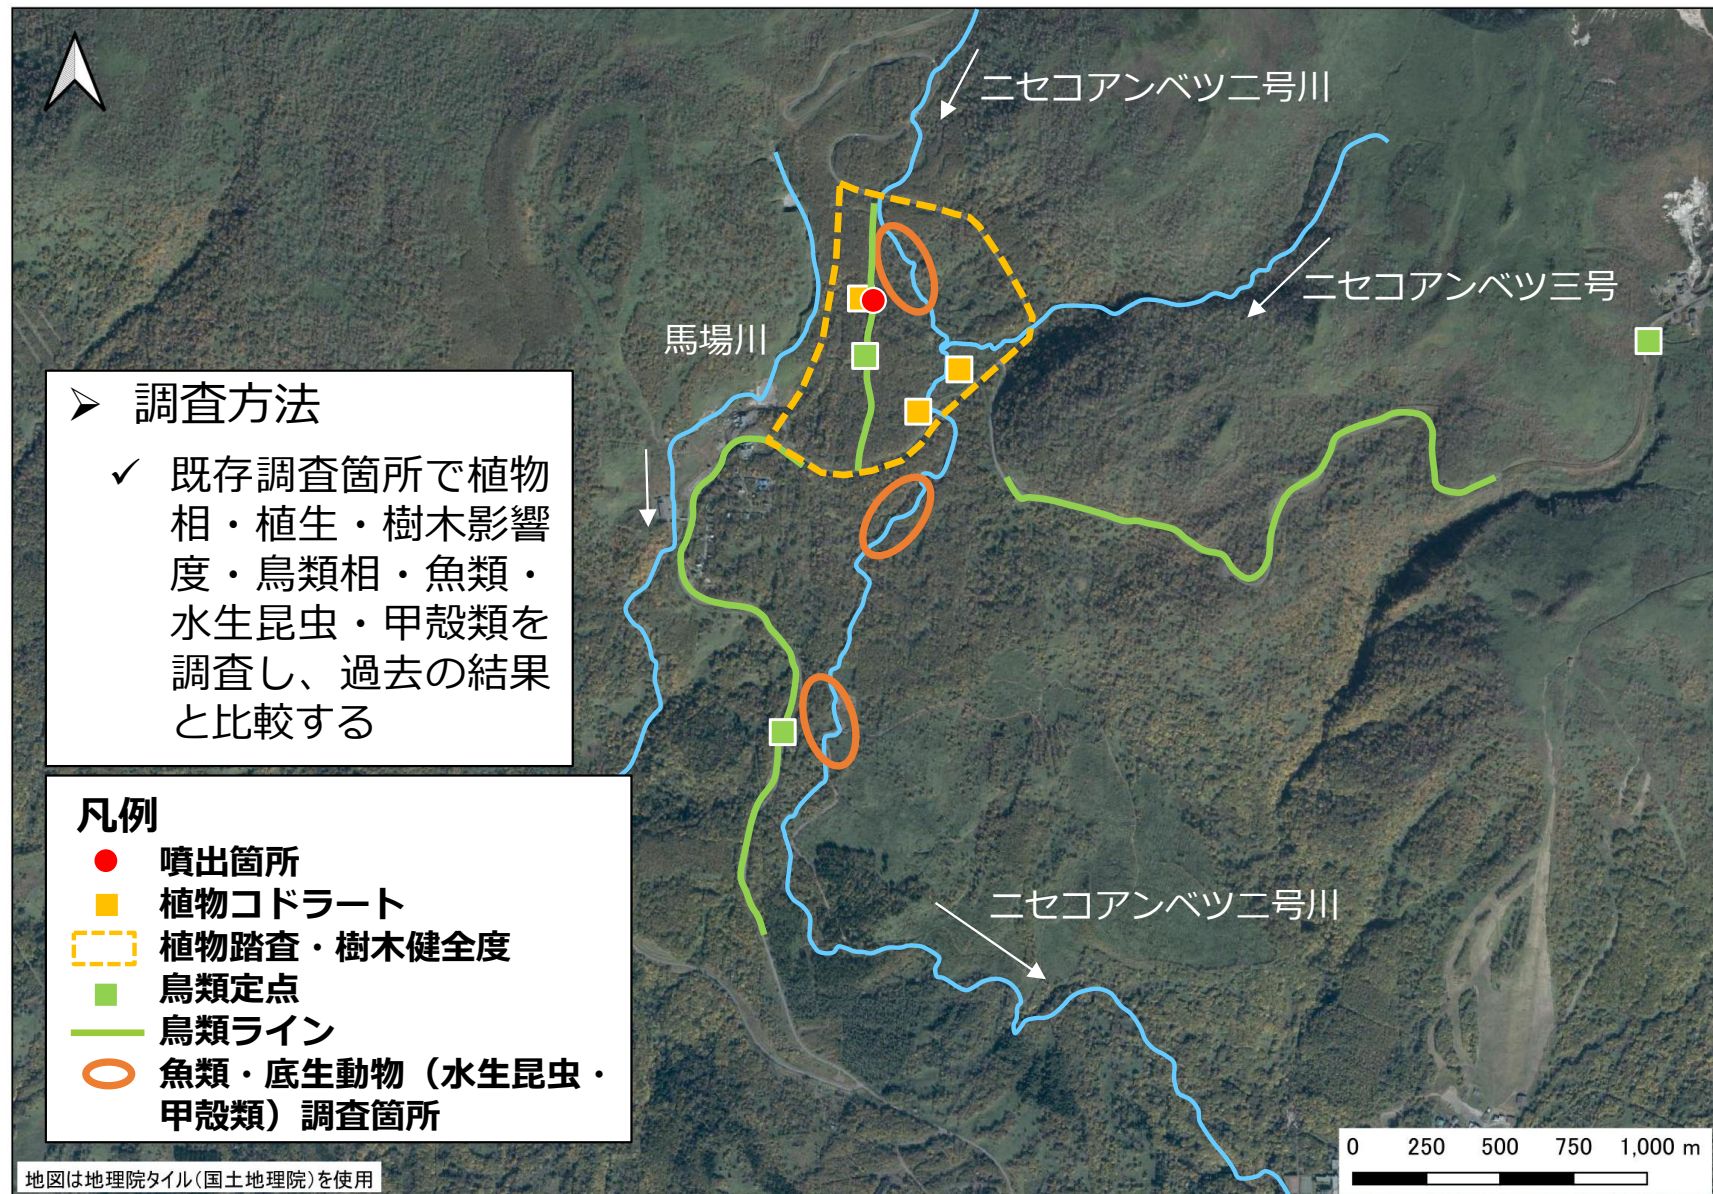 ニセコアンベツ二号川
ニセコアンベツ三号
馬場川
➢ 調査方法
✓ 既存調査箇所で植物
相・植生・樹木影響
度・鳥類相・魚類・
水生昆虫・甲殻類を
調査し、過去の結果
と比較する
凡例
噴出箇所
植物コドラート
植物踏査・樹木健全度
鳥類定点
鳥類ライン
魚類・底生動物（水生昆虫・
甲殻類）調査箇所
ニセコアンベツ二号川
0 250 500 750 1,000 m
地図は地理院タイル(国土地理院)を使用